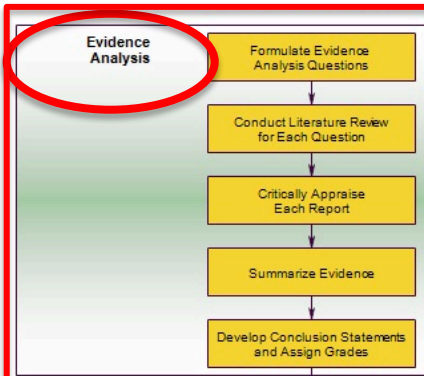 Evidence
Analysis
Formulate Evidence
Analysis Questions
Conduct Literature Review
for Each Question
Critically Appraise
Each Report
Summarize Evidence
Develop Conclusion Statements
and Assign Grades